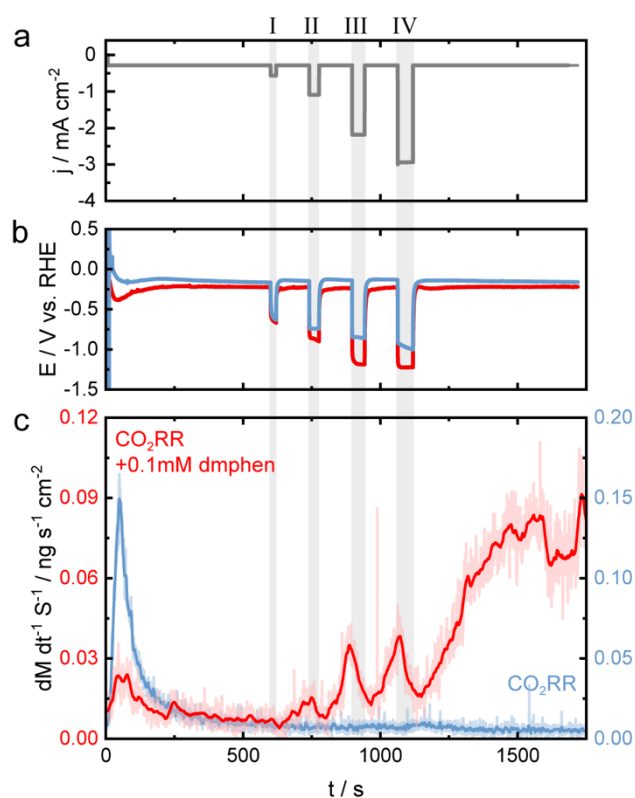 I II III IV
a
0
-1
-2
-3
-4
j / mA cm⁻²
b
0.5
0.0
-0.5
-1.0
-1.5
E / V vs. RHE
c
0.12
0.09
0.06
0.03
0.00
dM dt⁻¹ S⁻¹ / ng s⁻¹ cm⁻²
CO₂RR
+0.1mM dmphen
CO₂RR
0.20
0.15
0.10
0.05
0.00
0 500 1000 1500
t / s